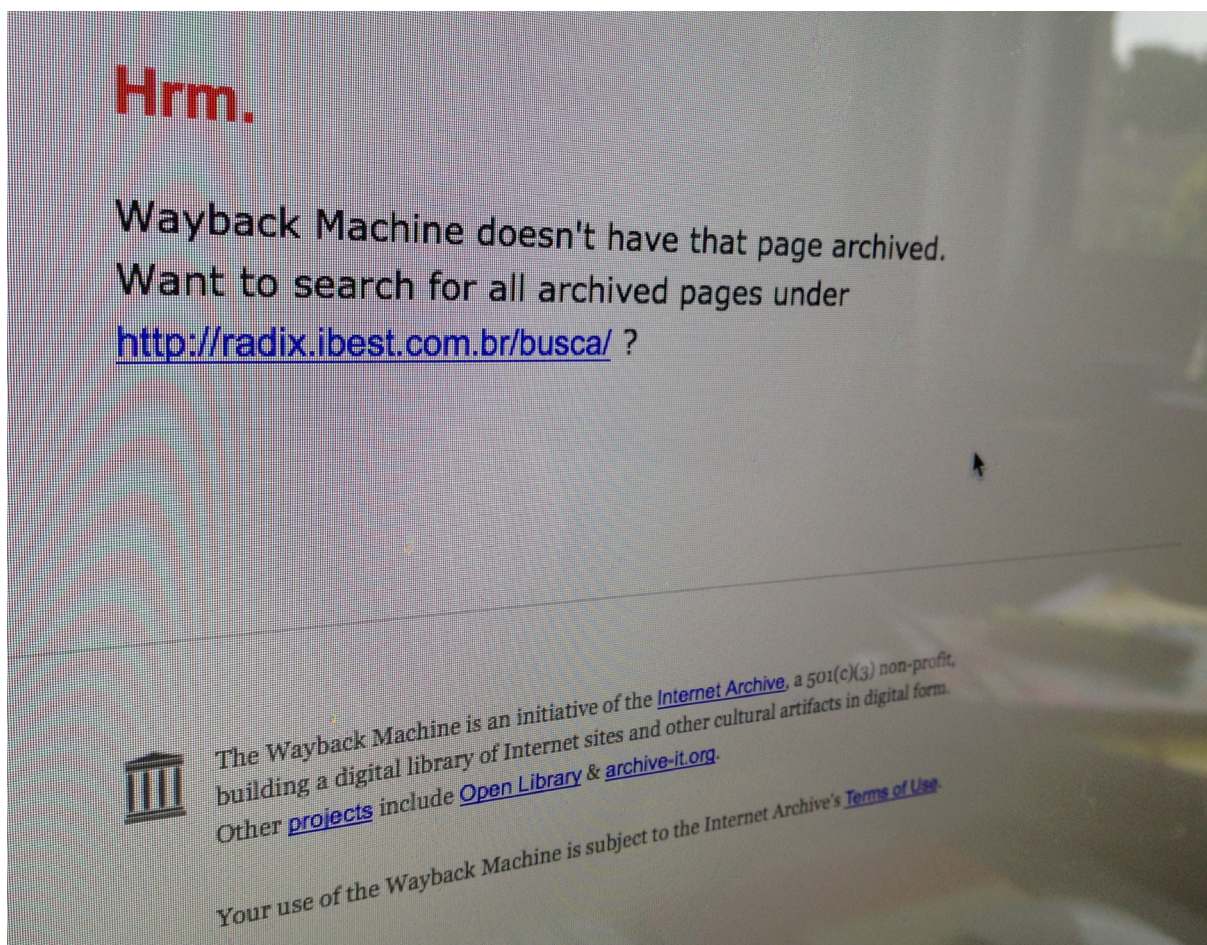 Hrm.
Wayback Machine doesn't have that page archived.
Want to search for all archived pages under
http://radix.ibest.com.br/busca/ ?
The Wayback Machine is an initiative of the Internet Archive, a 501(c)(3) non-profit,
building a digital library of Internet sites and other cultural artifacts in digital form.
Other projects include Open Library & archive-it.org.
Your use of the Wayback Machine is subject to the Internet Archive's Terms of Use.